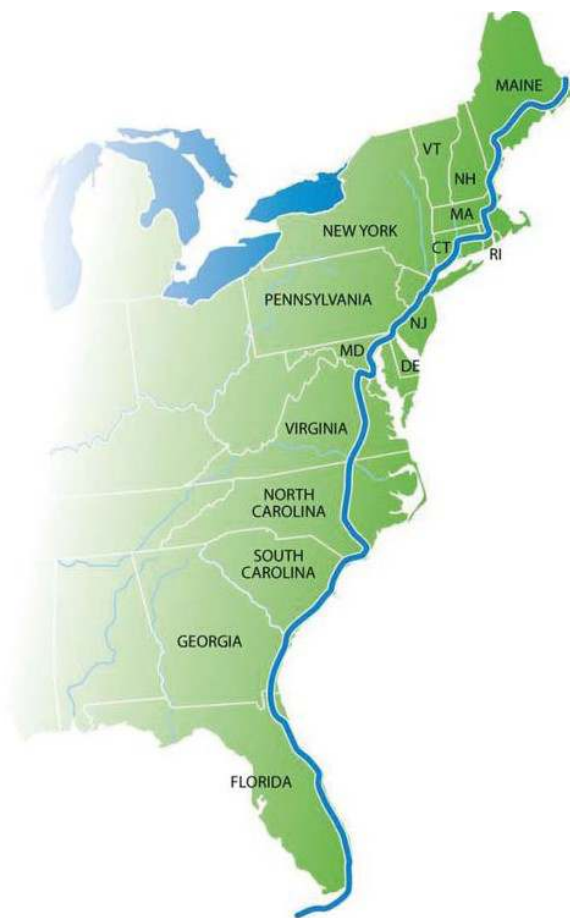 MAINE
VT
NH
MA
NEW YORK
CT
RI
PENNSYLVANIA
NJ
MD
DE
VIRGINIA
NORTH
CAROLINA
SOUTH
CAROLINA
GEORGIA
FLORIDA